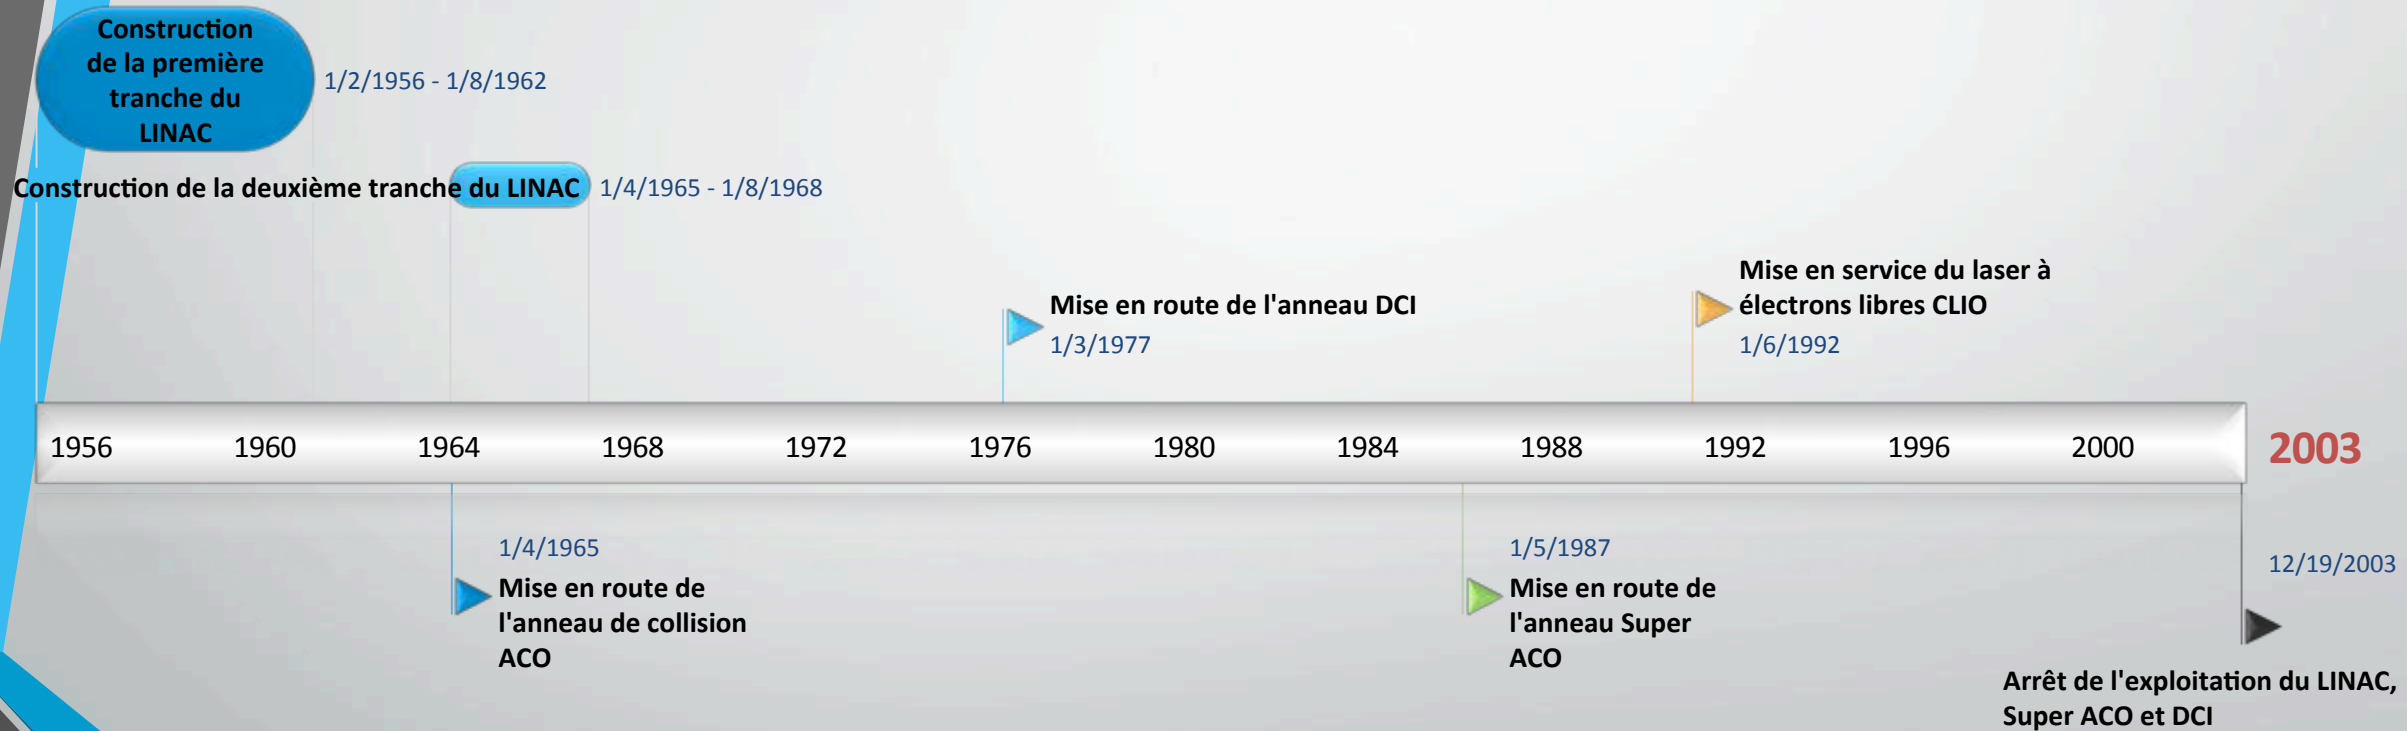 Construction
de la première
tranche du
LINAC
1/2/1956 - 1/8/1962
Construction de la deuxième tranche du LINAC
1/4/1965 - 1/8/1968
Mise en route de l'anneau DCI
1/3/1977
Mise en service du laser à
électrons libres CLIO
1/6/1992
1956 1960 1964 1968 1972 1976 1980 1984 1988 1992 1996 2000 2003
1/4/1965
Mise en route de
l'anneau de collision
ACO
1/5/1987
Mise en route de
l'anneau Super
ACO
12/19/2003
Arrêt de l'exploitation du LINAC,
Super ACO et DCI